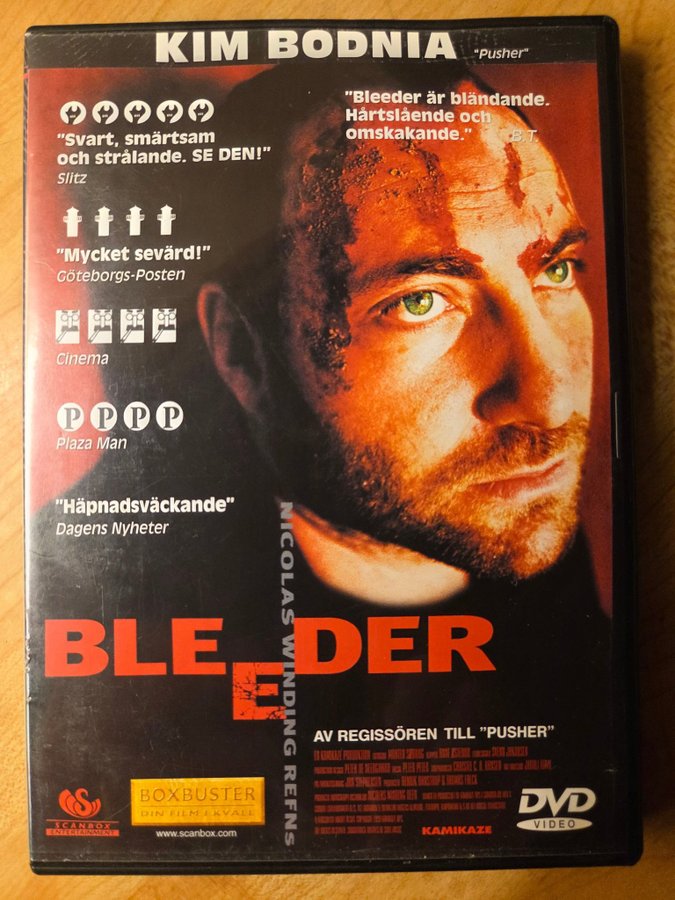 KIM BODNIA "Pusher"
"Svart, smärtsam
och strålande. SE DEN!"
Slitz
"Bleeder är bländande.
Hårtslående och
omskakande." B.T.
"Mycket sevärd!"
Göteborgs-Posten
Cinema
P P P P
Plaza Man
"Häpnadsväckande"
Dagens Nyheter
NICOLAS WINDING REFNS
BLEEDER
AV REGISSÖREN TILL "PUSHER"
SCANBOX
ENTERTAINMENT
BOXBUSTER
DIN FILM I KVÄLL
www.scanbox.com
KAMIKAZE
DVD
VIDEO